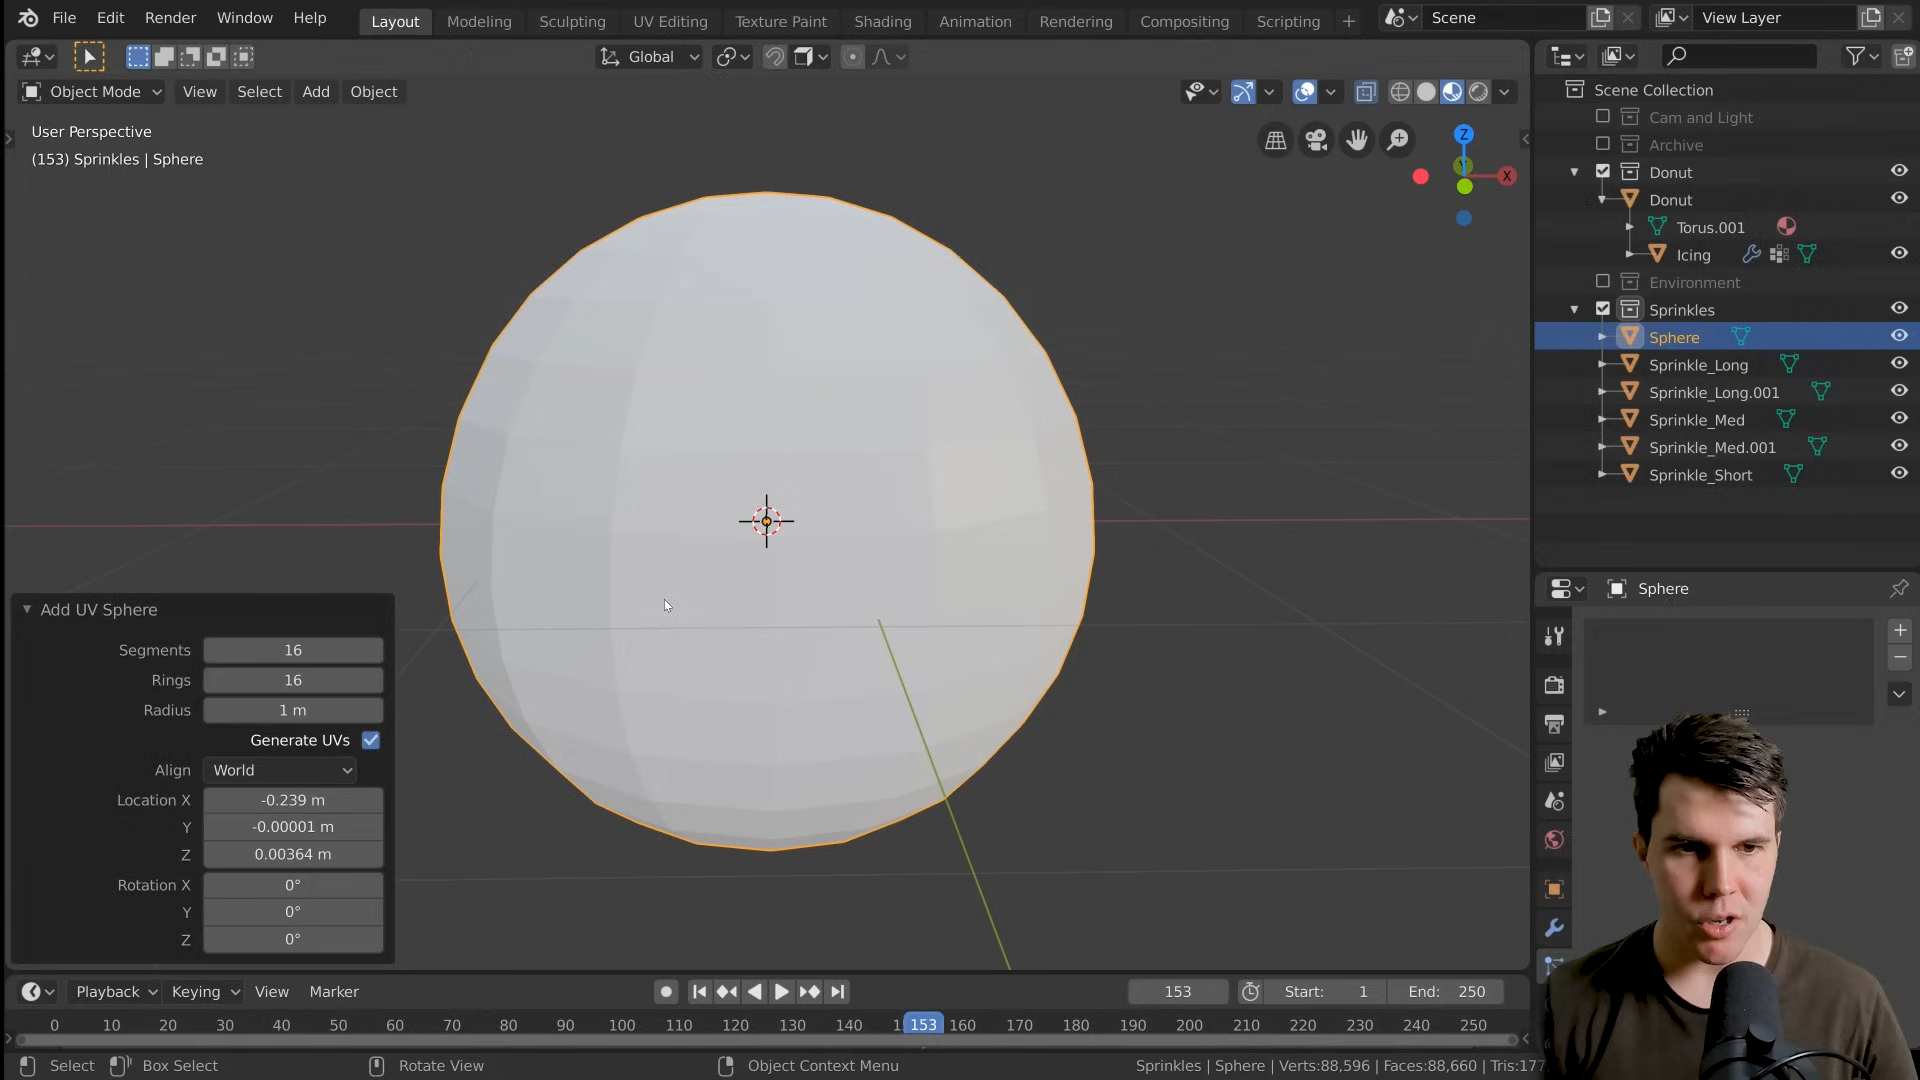 File Edit Render Window Help
Layout Modeling Sculpting UV Editing Texture Paint Shading Animation Rendering Compositing Scripting +
Scene
View Layer
Global
Object Mode View Select Add Object
User Perspective
(153) Sprinkles | Sphere
Z
Y
X
Scene Collection
Cam and Light
Archive
Donut
Donut
Torus.001
Icing
Environment
Sprinkles
Sphere
Sprinkle_Long
Sprinkle_Long.001
Sprinkle_Med
Sprinkle_Med.001
Sprinkle_Short
Sphere
Add UV Sphere
Segments 16
Rings 16
Radius 1 m
Generate UVs
Align World
Location X -0.239 m
Y -0.00001 m
Z 0.00364 m
Rotation X 0°
Y 0°
Z 0°
Playback Keying View Marker
153 Start: 1 End: 250
0 10 20 30 40 50 60 70 80 90 100 110 120 130 140 153 160 170 180 190 200 210 220 230 240 250
Select Box Select Rotate View Object Context Menu
Sprinkles | Sphere | Verts:88,596 | Faces:88,660 | Tris:177